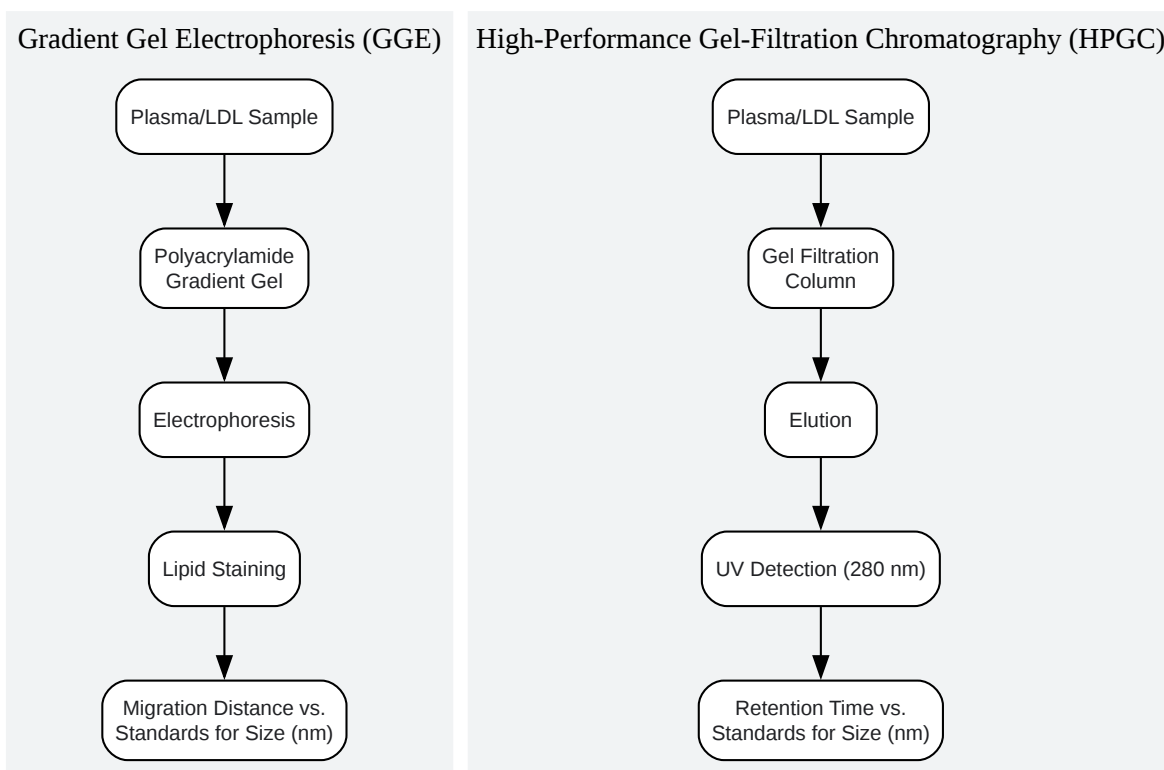 Gradient Gel Electrophoresis (GGE)
Plasma/LDL Sample
Polyacrylamide
Gradient Gel
Electrophoresis
Lipid Staining
Migration Distance vs.
Standards for Size (nm)
High-Performance Gel-Filtration Chromatography (HPGC)
Plasma/LDL Sample
Gel Filtration
Column
Elution
UV Detection (280 nm)
Retention Time vs.
Standards for Size (nm)